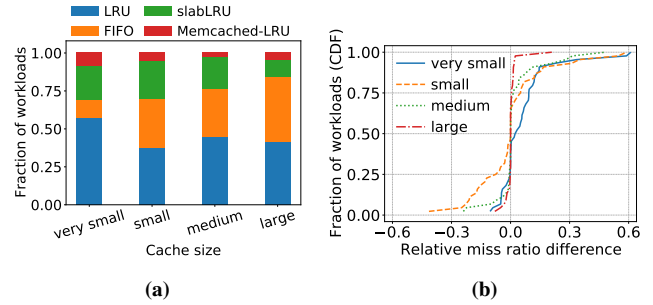 LRU
slabLRU
FIFO
Memcached-LRU
Fraction of workloads
1.00
0.75
0.50
0.25
0.00
very small
small
medium
large
Cache size
(a)
Fraction of workloads (CDF)
1.00
0.75
0.50
0.25
0.00
very small
small
medium
large
−0.6
−0.3
0.0
0.3
0.6
Relative miss ratio difference
(b)